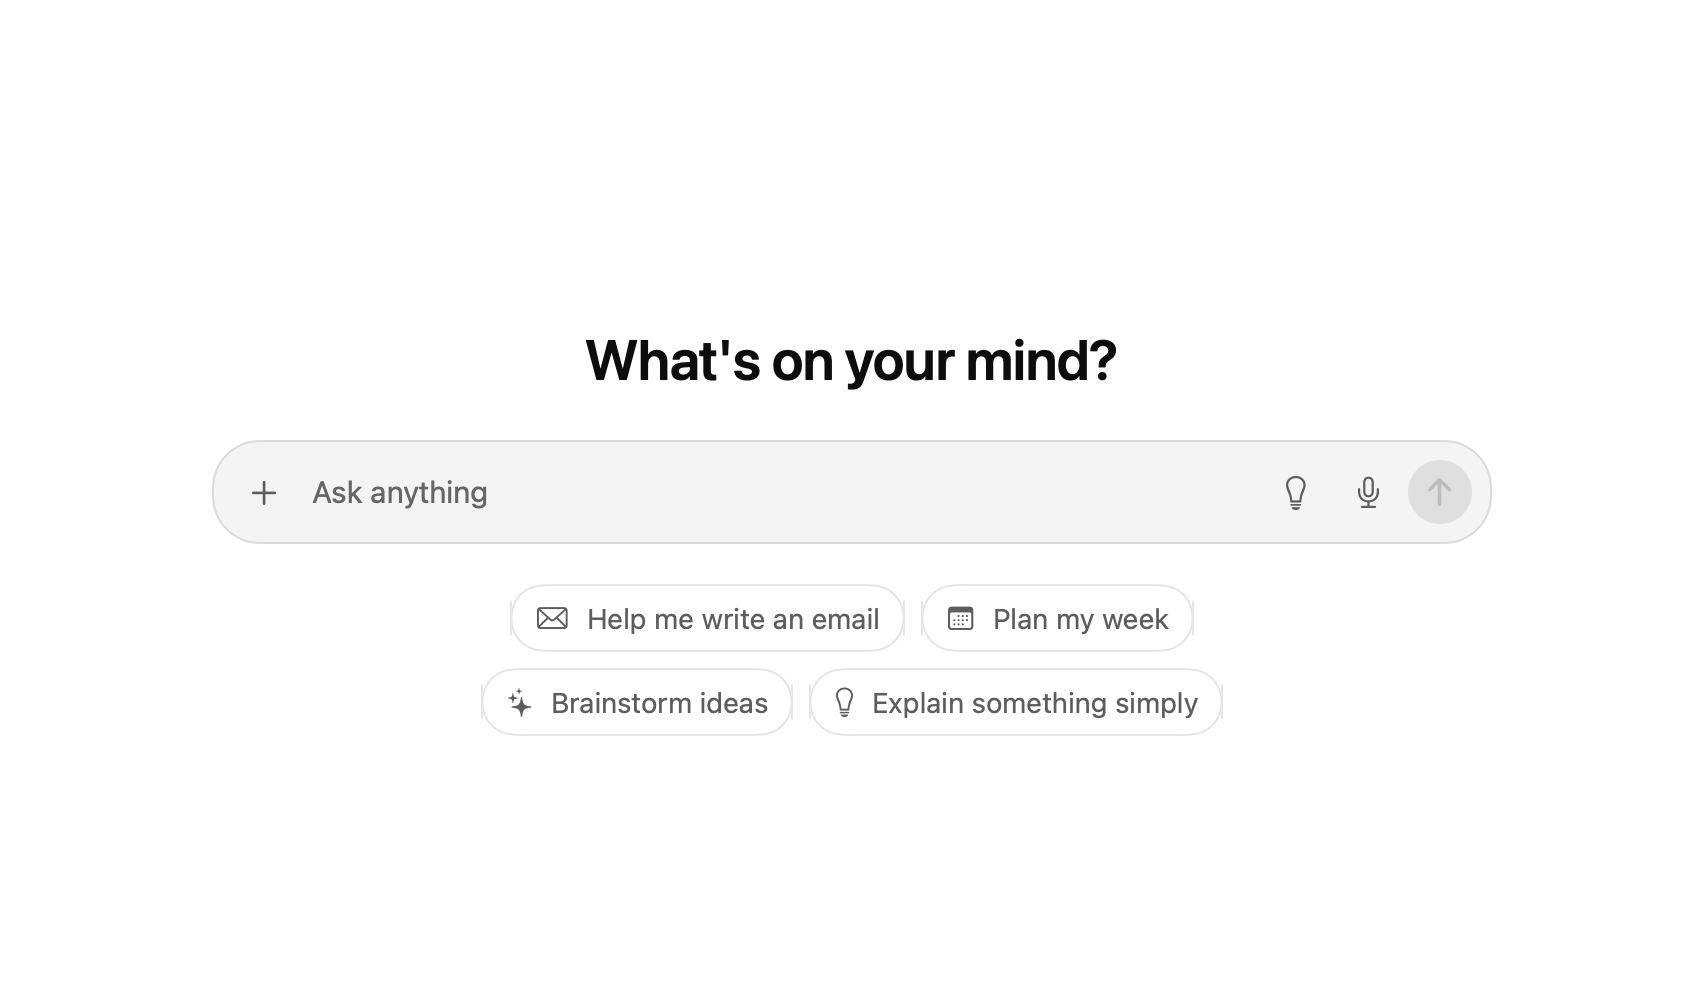 What's on your mind?
Ask anything
Help me write an email
Plan my week
Brainstorm ideas
Explain something simply